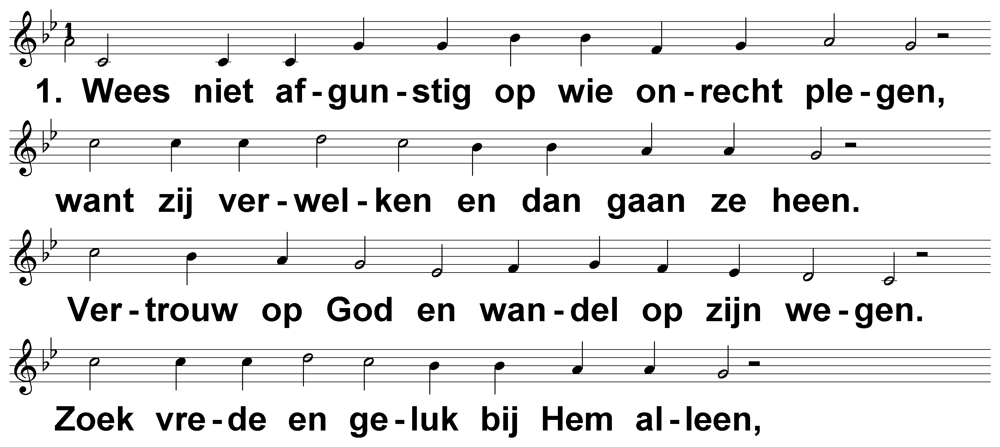 1
1. Wees niet af - gun - stig op wie on - recht ple - gen,
want zij ver - wel - ken en dan gaan ze heen.
Ver - trouw op God en wan - del op zijn we - gen.
Zoek vre - de en ge - luk bij Hem al - leen,